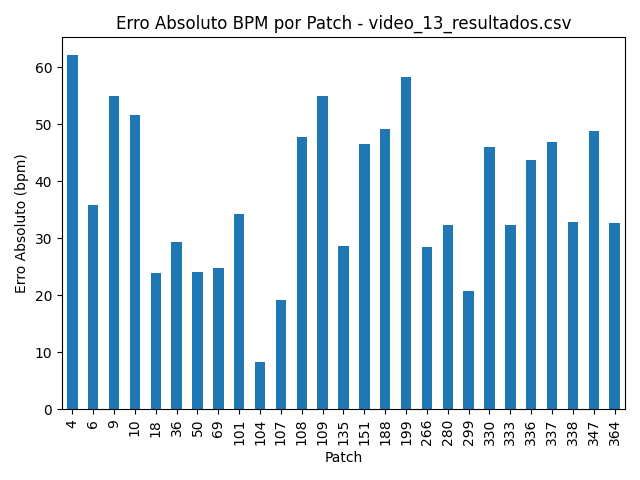 Erro Absoluto BPM por Patch - video_13_resultados.csv
Erro Absoluto (bpm)
60
50
40
30
20
10
0
4 6 9 10 18 36 50 69 101 104 107 108 109 135 151 188 199 266 280 299 330 333 336 337 338 347 364
Patch